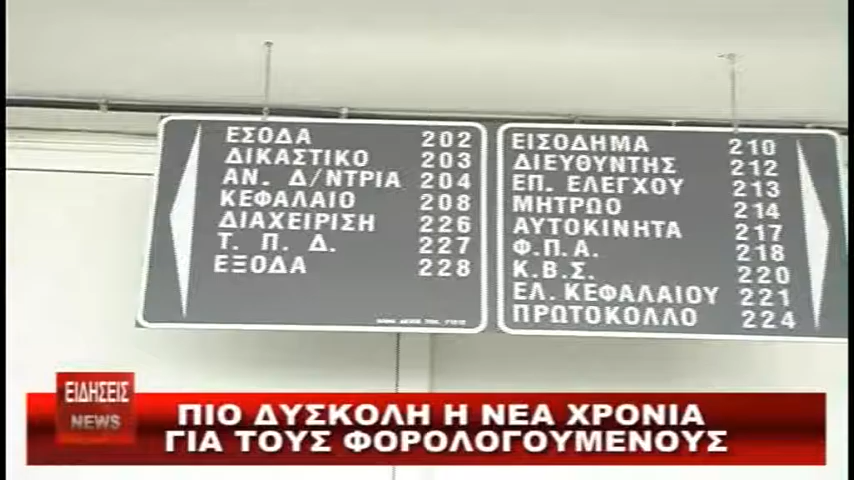 ΕΣΟΔΑ 202
ΔΙΚΑΣΤΙΚΟ 203
ΑΝ. Δ/ΝΤΡΙΑ 204
ΚΕΦΑΛΑΙΟ 208
ΔΙΑΧΕΙΡΙΣΗ 226
Τ. Π. Δ. 227
ΕΞΟΔΑ 228
ΕΙΣΟΔΗΜΑ 210
ΔΙΕΥΘΥΝΤΗΣ 212
ΕΠ. ΕΛΕΓΧΟΥ 213
ΜΗΤΡΩΟ 214
ΑΥΤΟΚΙΝΗΤΑ 217
Φ.Π.Α. 218
Κ.Β.Σ. 220
ΕΛ. ΚΕΦΑΛΑΙΟΥ 221
ΠΡΩΤΟΚΟΛΛΟ 224
ΕΙΔΗΣΕΙΣ
NEWS
ΠΙΟ ΔΥΣΚΟΛΗ Η ΝΕΑ ΧΡΟΝΙΑ
ΓΙΑ ΤΟΥΣ ΦΟΡΟΛΟΓΟΥΜΕΝΟΥΣ